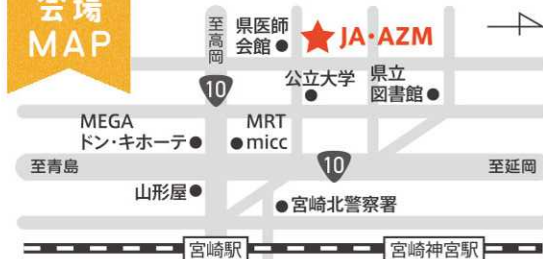 会場
MAP
至高岡
県医師
会館
JA・AZM
10
公立大学
県立
図書館
MEGA
ドン・キホーテ
MRT
micc
至青島
10
至延岡
山形屋
宮崎北警察署
宮崎駅
宮崎神宮駅